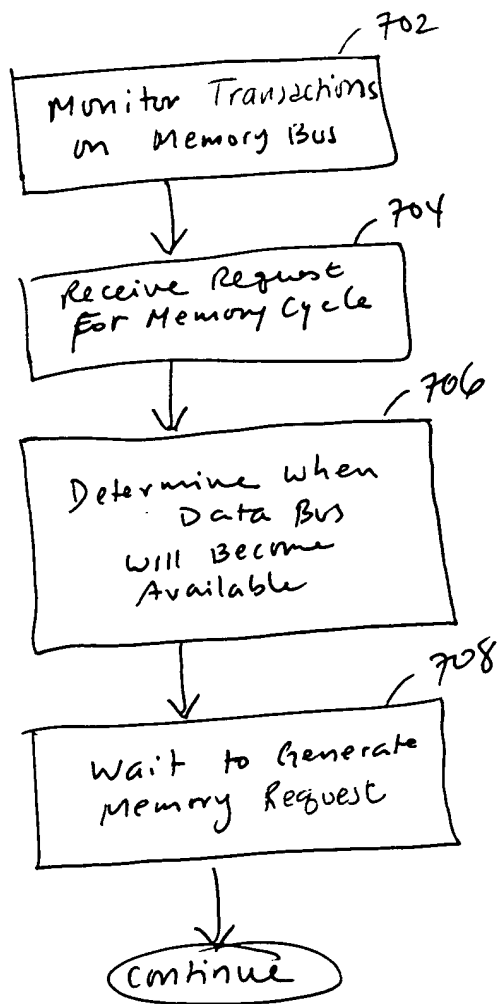 702
Monitor Transactions
on Memory Bus
704
Receive Request
For Memory Cycle
706
Determine when
Data Bus
will Become
Available
708
Wait to Generate
Memory Request
continue